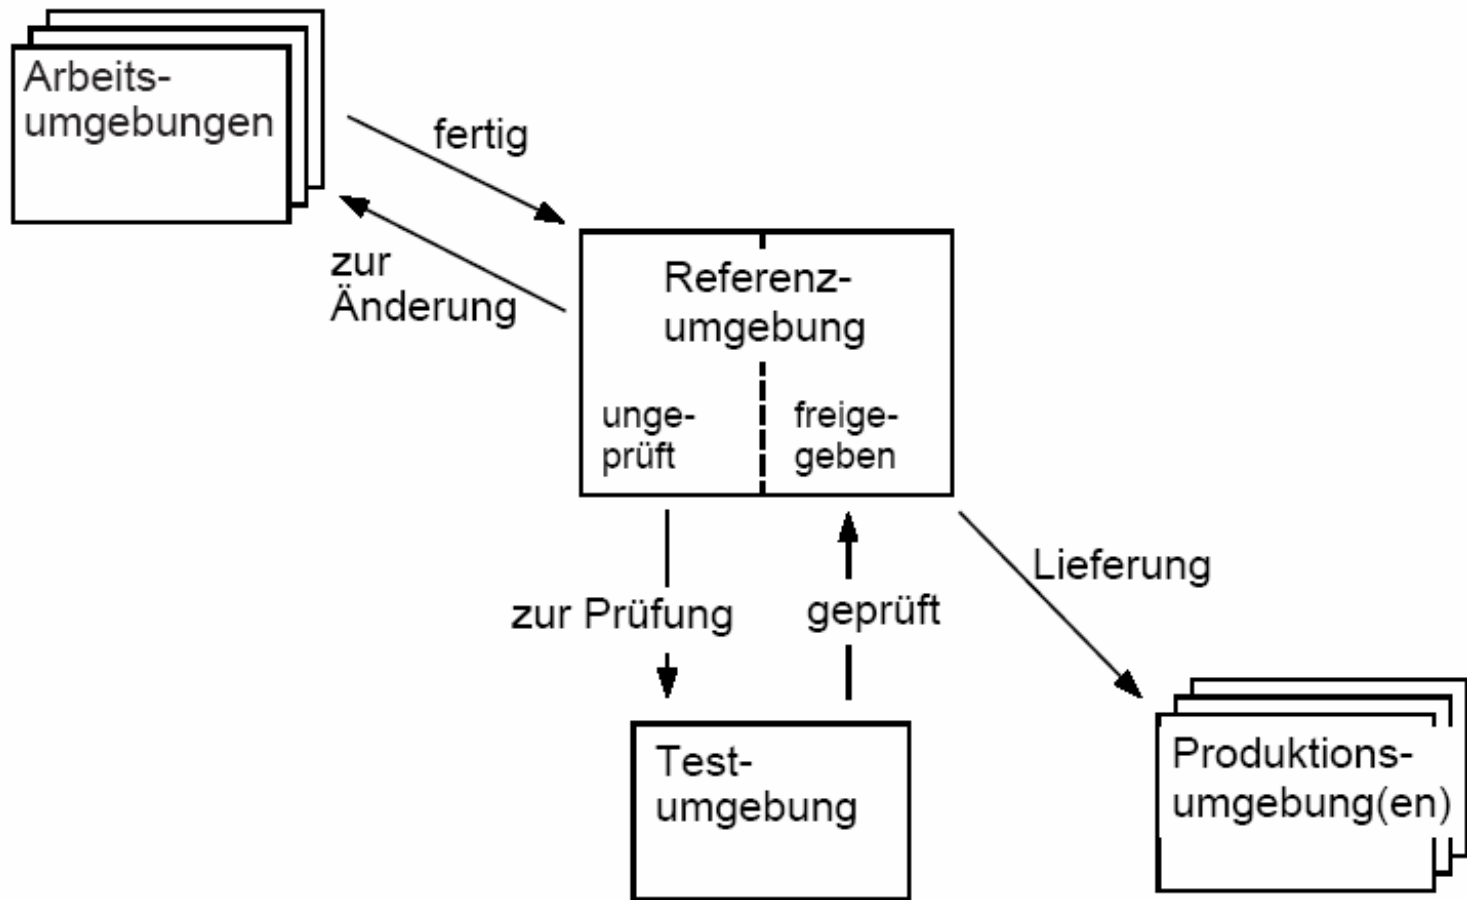 Arbeits-
umgebungen
fertig
zur
Änderung
Referenz-
umgebung
unge-
prüft
freige-
geben
Lieferung
zur Prüfung
geprüft
Test-
umgebung
Produktions-
umgebung(en)